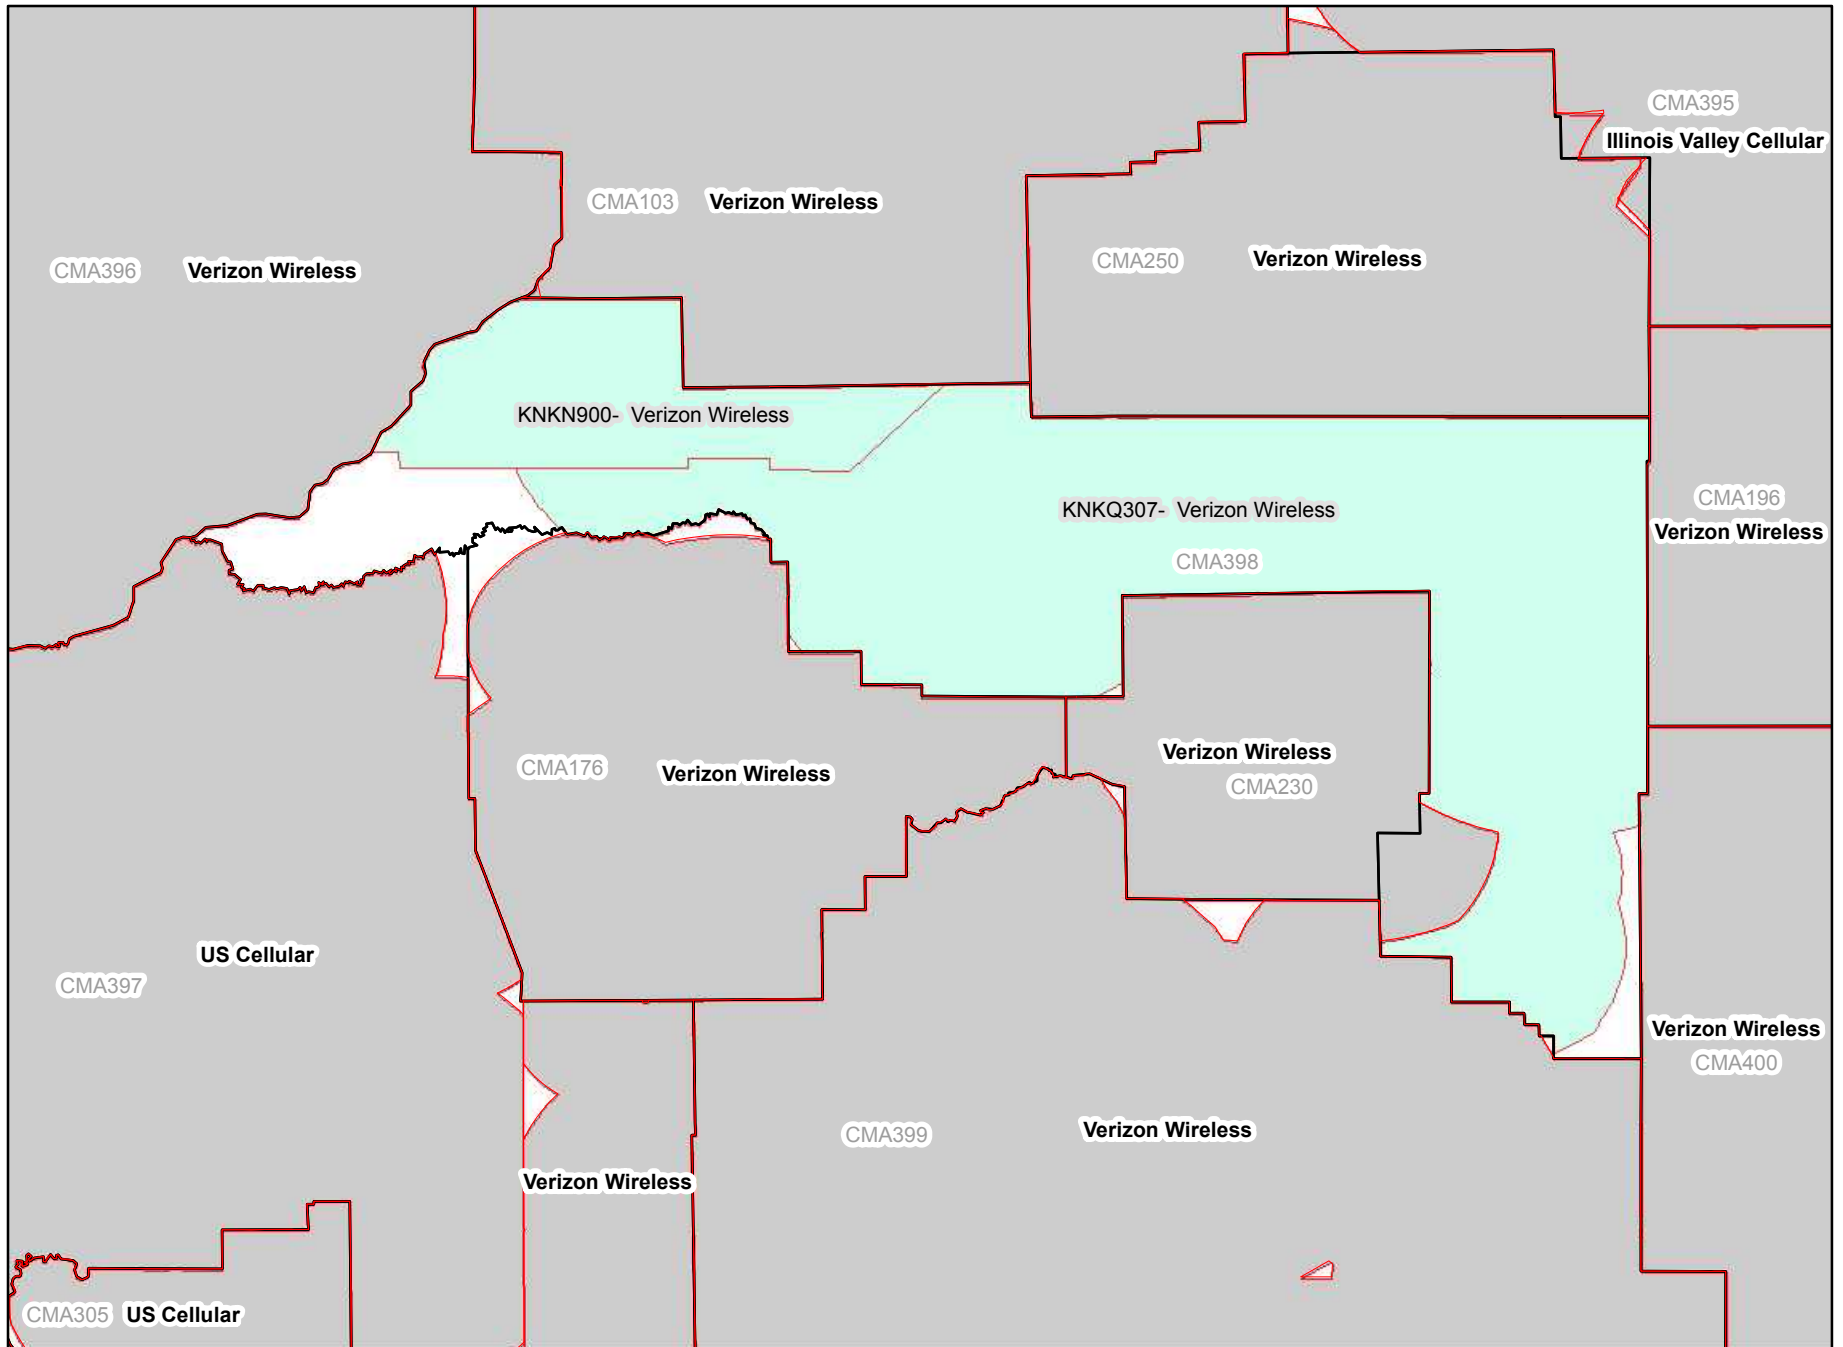 CMA395
Illinois Valley Cellular
CMA103 Verizon Wireless
CMA250 Verizon Wireless
CMA396 Verizon Wireless
KNKN900- Verizon Wireless
CMA196
Verizon Wireless
KNKQ307- Verizon Wireless
CMA398
Verizon Wireless
CMA230
CMA176 Verizon Wireless
US Cellular
CMA397
Verizon Wireless
CMA400
CMA399 Verizon Wireless
Verizon Wireless
CMA305 US Cellular